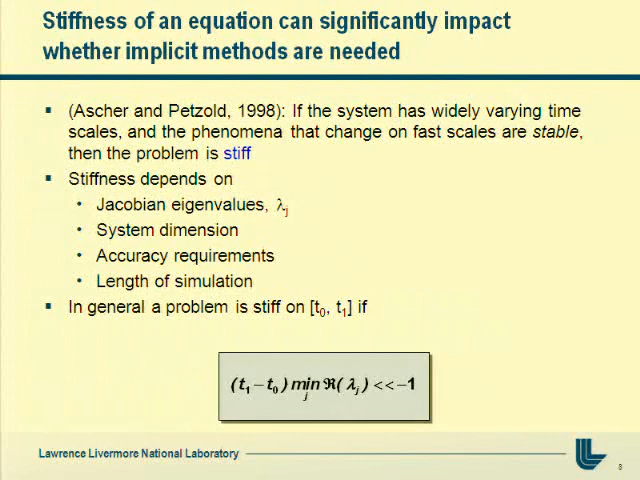 Stiffness of an equation can significantly impact
whether implicit methods are needed
▪ (Ascher and Petzold, 1998): If the system has widely varying time
scales, and the phenomena that change on fast scales are stable,
then the problem is stiff
▪ Stiffness depends on
• Jacobian eigenvalues, λj
• System dimension
• Accuracy requirements
• Length of simulation
▪ In general a problem is stiff on [t0, t1] if
(t1 − t0) min j ℜ(λj) << −1
Lawrence Livermore National Laboratory
8